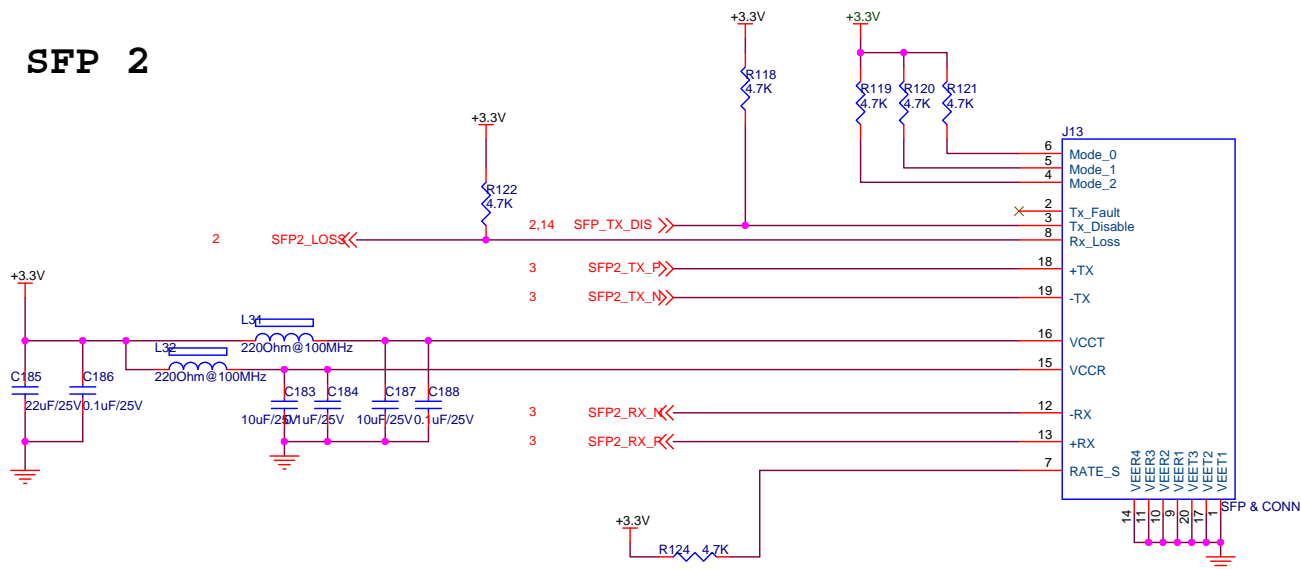 SFP 2
+3.3V
+3.3V
R118
4.7K
R119
4.7K
R120
4.7K
R121
4.7K
+3.3V
R122
4.7K
J13
6 Mode_0
5 Mode_1
4 Mode_2
2 Tx_Fault
2,14 SFP_TX_DIS 3 Tx_Disable
2 SFP2_LOSS 8 Rx_Loss
3 SFP2_TX_P 18 +TX
3 SFP2_TX_N 19 -TX
+3.3V
L31
220Ohm@100MHz
16 VCCT
L32
220Ohm@100MHz
15 VCCR
C185
22uF/25V
C186
0.1uF/25V
C183
10uF/25V
C184
0.1uF/25V
C187
10uF/25V
C188
0.1uF/25V
3 SFP2_RX_N 12 -RX
3 SFP2_RX_P 13 +RX
7 RATE_S
VEER4
VEER3
VEER2
VEER1
VEET3
VEET2
VEET1
14
11
10
9
20
17
1
SFP & CONN
+3.3V
R124 4.7K